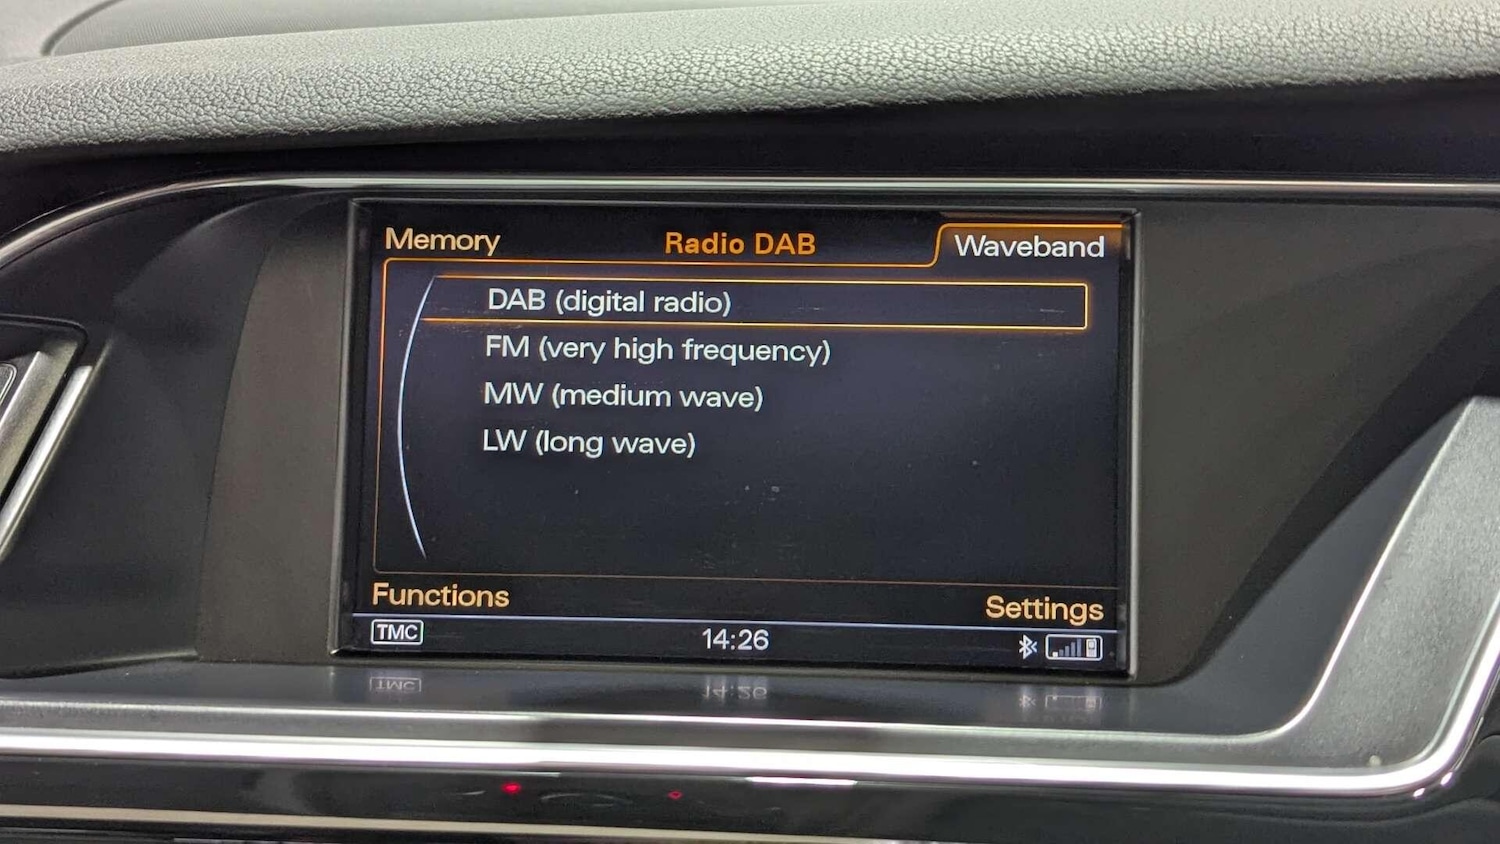 Memory Radio DAB Waveband
DAB (digital radio)
FM (very high frequency)
MW (medium wave)
LW (long wave)
Functions Settings
TMC 14:26